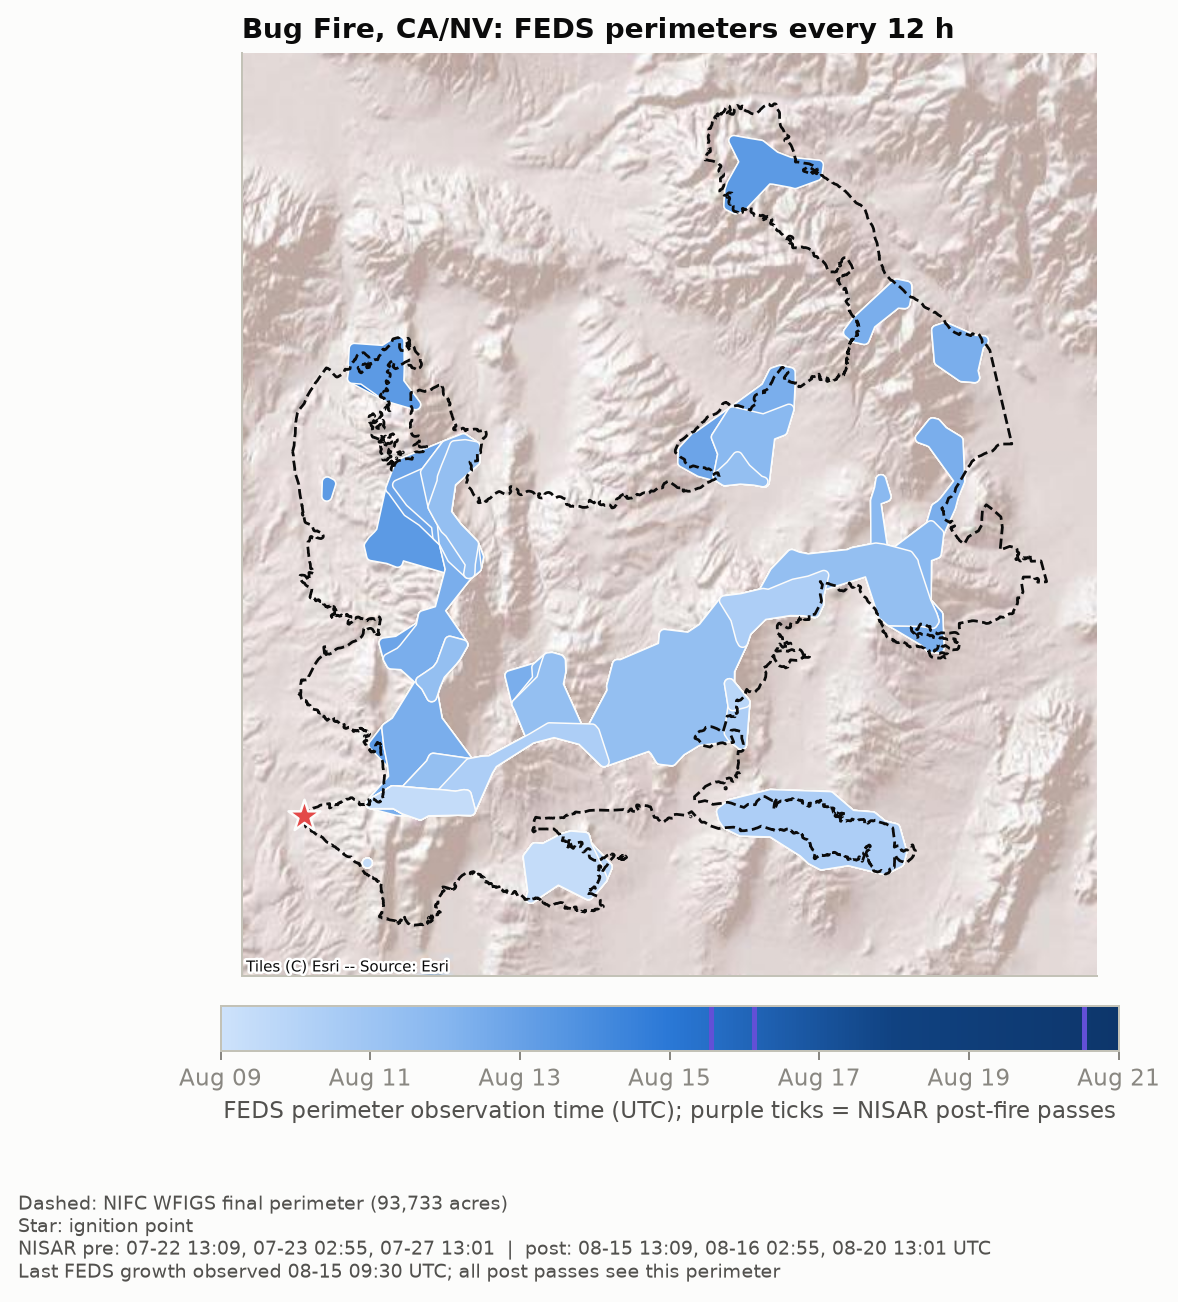 Bug Fire, CA/NV: FEDS perimeters every 12 h
Tiles (C) Esri -- Source: Esri
Aug 09 Aug 11 Aug 13 Aug 15 Aug 17 Aug 19 Aug 21
FEDS perimeter observation time (UTC); purple ticks = NISAR post-fire passes
Dashed: NIFC WFIGS final perimeter (93,733 acres)
Star: ignition point
NISAR pre: 07-22 13:09, 07-23 02:55, 07-27 13:01 | post: 08-15 13:09, 08-16 02:55, 08-20 13:01 UTC
Last FEDS growth observed 08-15 09:30 UTC; all post passes see this perimeter